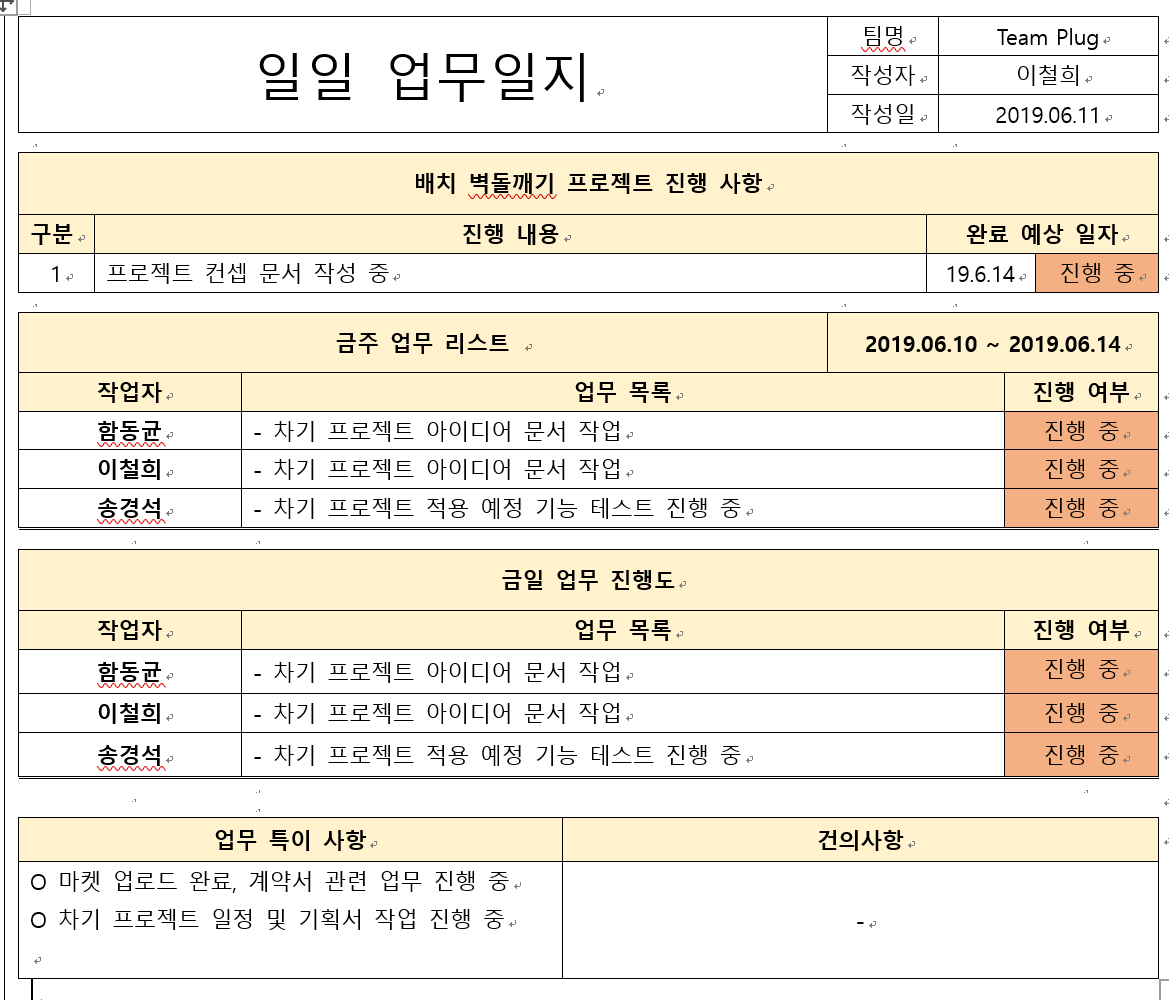 일일 업무일지
팀명 Team Plug
작성자 이철희
작성일 2019.06.11
배치 벽돌깨기 프로젝트 진행 사항
구분 진행 내용 완료 예상 일자
1 프로젝트 컨셉 문서 작성 중 19.6.14 진행 중
금주 업무 리스트 2019.06.10 ~ 2019.06.14
작업자 업무 목록 진행 여부
함동균 - 차기 프로젝트 아이디어 문서 작업 진행 중
이철희 - 차기 프로젝트 아이디어 문서 작업 진행 중
송경석 - 차기 프로젝트 적용 예정 기능 테스트 진행 중 진행 중
금일 업무 진행도
작업자 업무 목록 진행 여부
함동균 - 차기 프로젝트 아이디어 문서 작업 진행 중
이철희 - 차기 프로젝트 아이디어 문서 작업 진행 중
송경석 - 차기 프로젝트 적용 예정 기능 테스트 진행 중 진행 중
업무 특이 사항 건의사항
O 마켓 업로드 완료, 계약서 관련 업무 진행 중
O 차기 프로젝트 일정 및 기획서 작업 진행 중
-